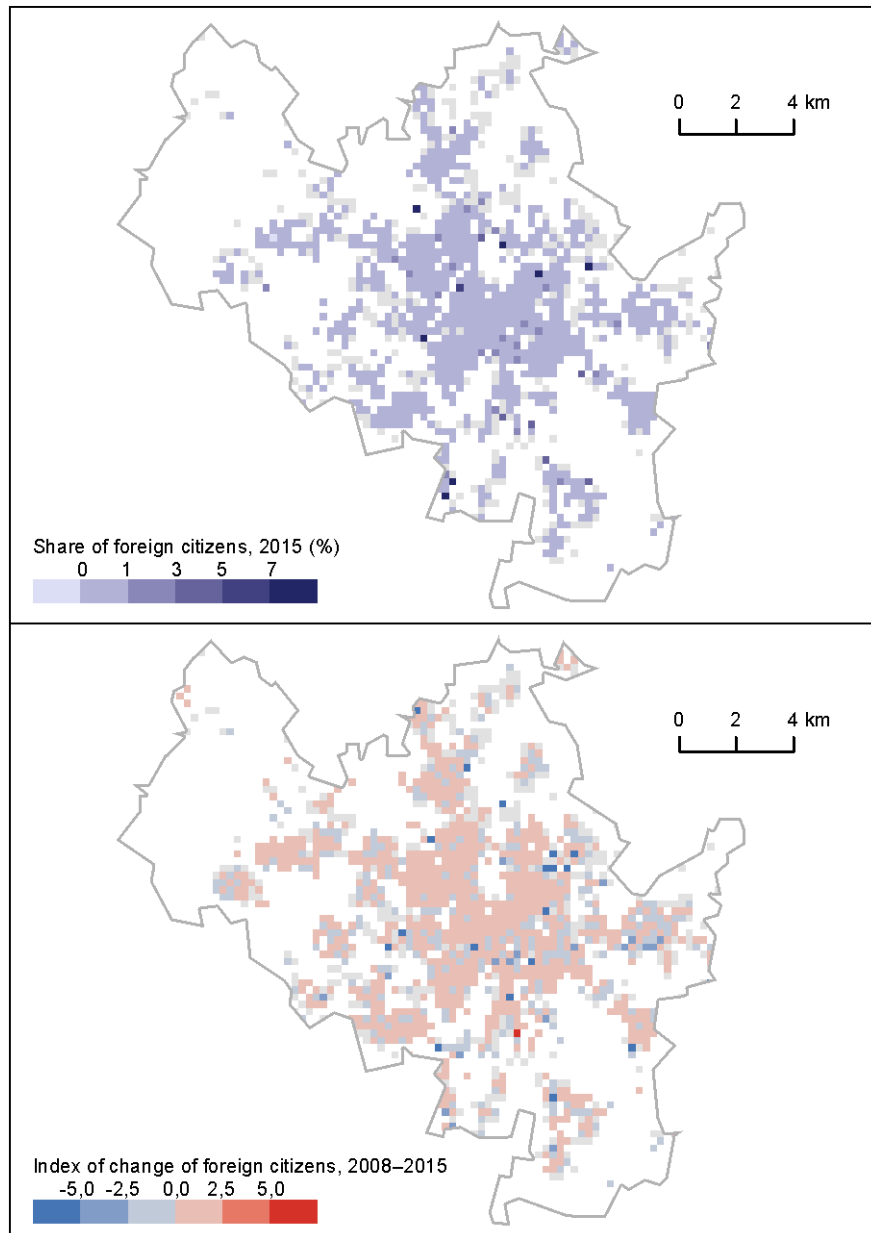 0 2 4 km
Share of foreign citizens, 2015 (%)
0 1 3 5 7
0 2 4 km
Index of change of foreign citizens, 2008–2015
-5,0 -2,5 0,0 2,5 5,0